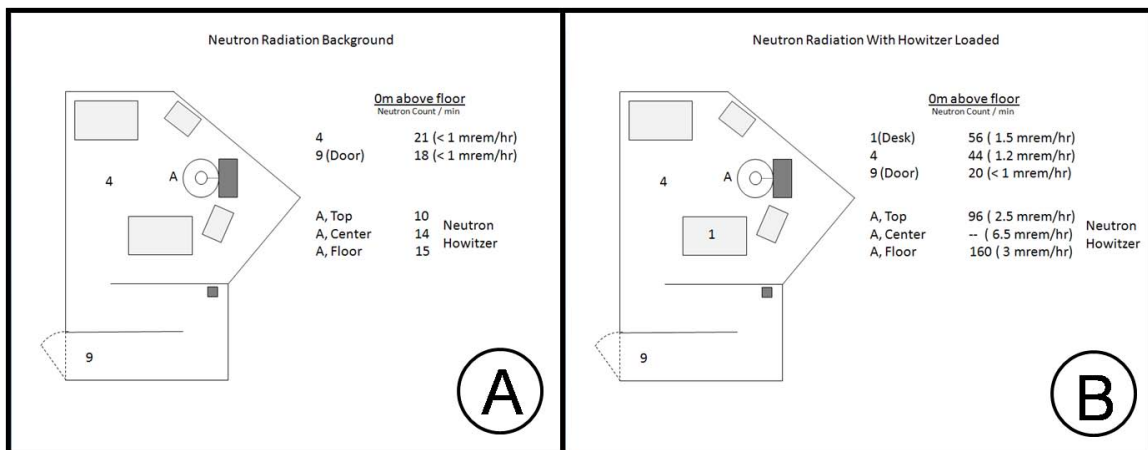 Neutron Radiation Background
0m above floor
Neutron Count / min
4 21 (< 1 mrem/hr)
9 (Door) 18 (< 1 mrem/hr)
A, Top 10
A, Center 14
A, Floor 15
Neutron
Howitzer
4
A
9
A
Neutron Radiation With Howitzer Loaded
0m above floor
Neutron Count / min
1(Desk) 56 ( 1.5 mrem/hr)
4 44 ( 1.2 mrem/hr)
9 (Door) 20 (< 1 mrem/hr)
A, Top 96 ( 2.5 mrem/hr)
A, Center -- ( 6.5 mrem/hr)
A, Floor 160 ( 3 mrem/hr)
Neutron
Howitzer
4
A
1
9
B